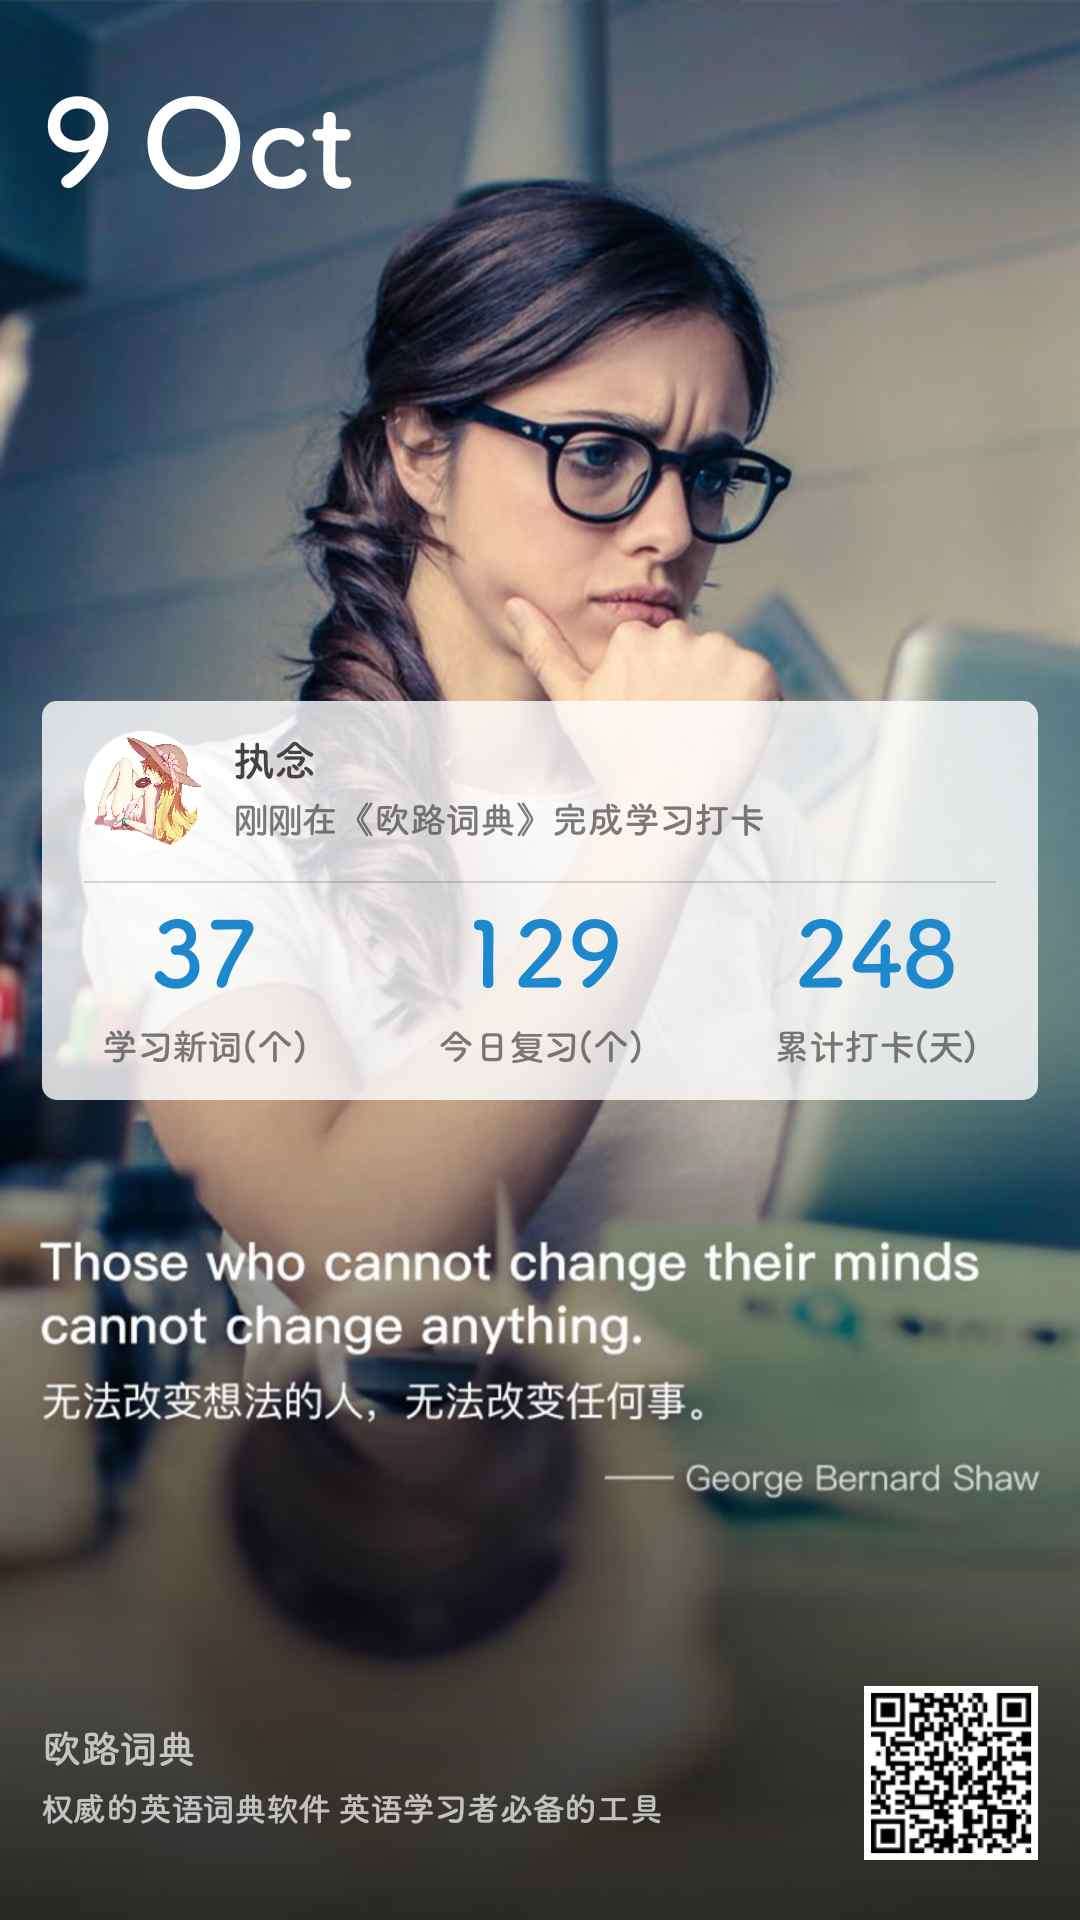 9 Oct
执念
刚刚在《欧路词典》完成学习打卡
37 129 248
学习新词(个) 今日复习(个) 累计打卡(天)
Those who cannot change their minds
cannot change anything.
无法改变想法的人，无法改变任何事。
—— George Bernard Shaw
欧路词典
权威的英语词典软件 英语学习者必备的工具